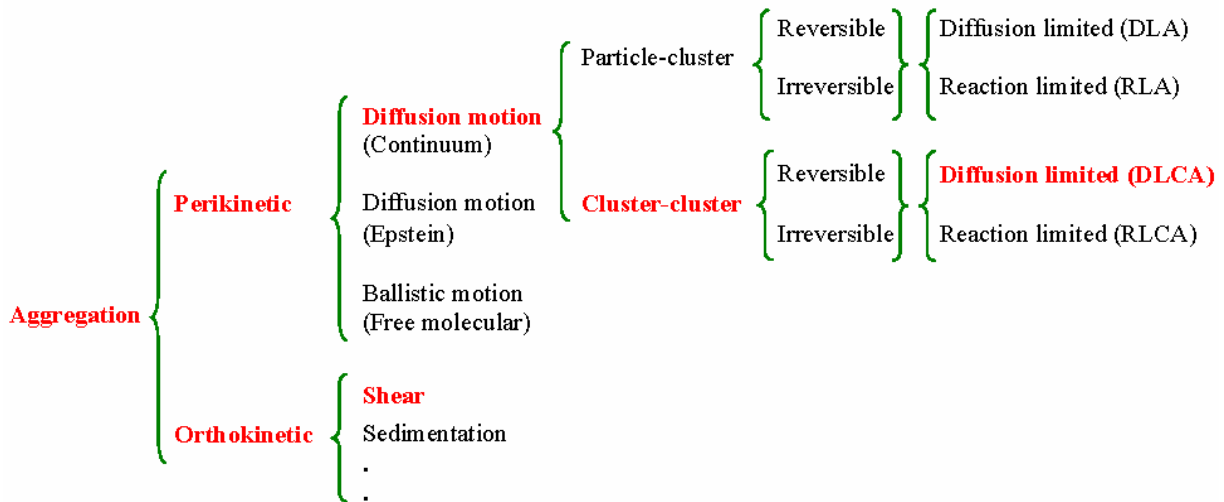 Aggregation
Perikinetic
Orthokinetic
Diffusion motion
(Continuum)
Diffusion motion
(Epstein)
Ballistic motion
(Free molecular)
Shear
Sedimentation
.
.
Particle-cluster
Cluster-cluster
Reversible
Irreversible
Reversible
Irreversible
Diffusion limited (DLA)
Reaction limited (RLA)
Diffusion limited (DLCA)
Reaction limited (RLCA)